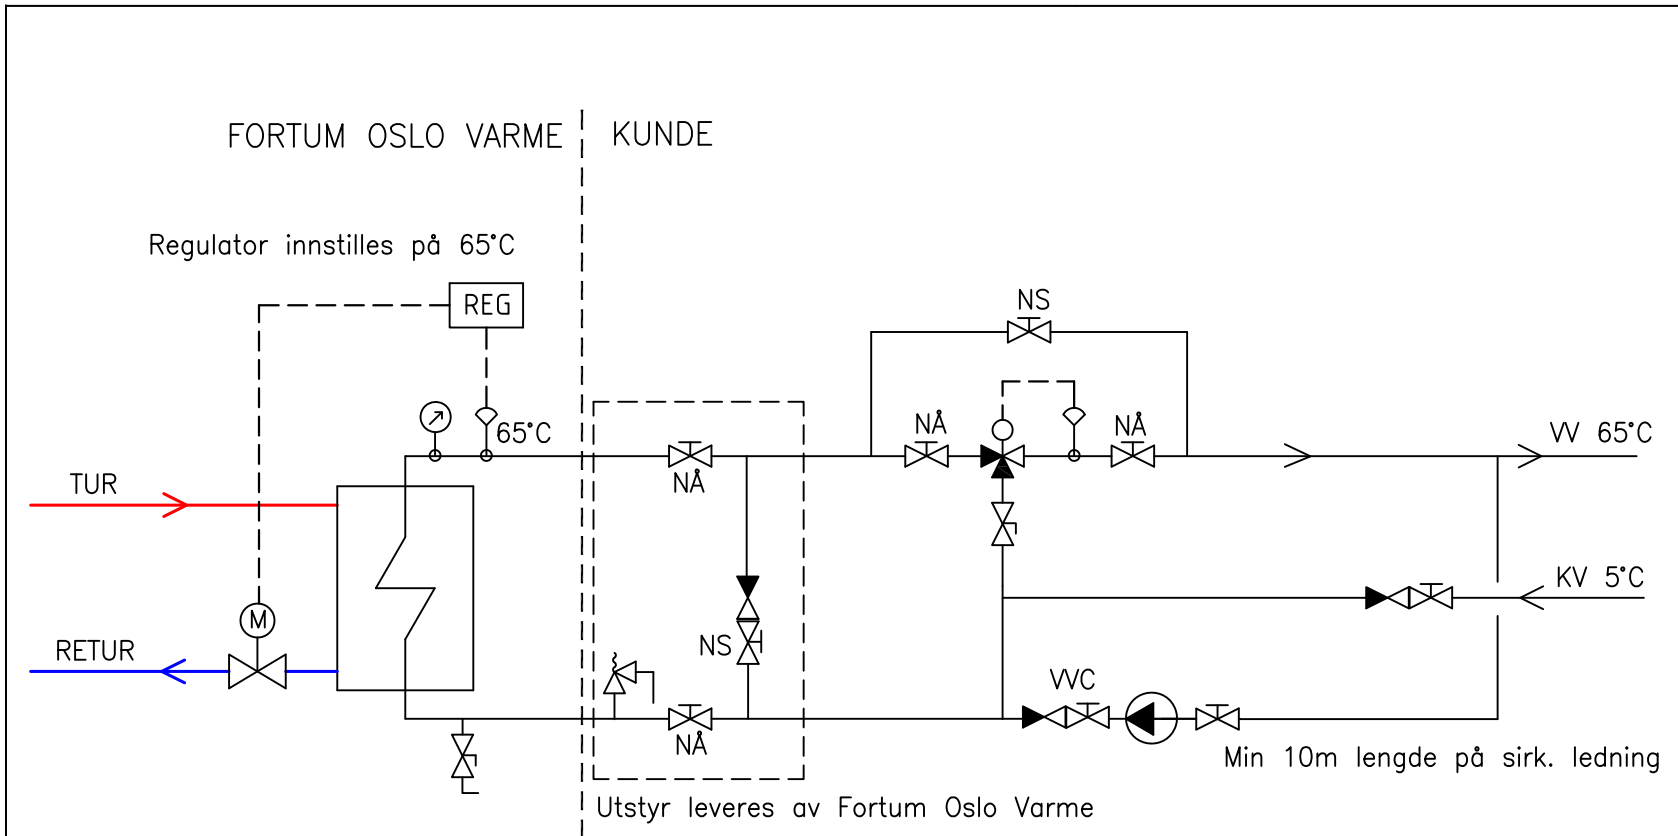 FORTUM OSLO VARME
KUNDE
Regulator innstilles på 65°C
REG
NS
65°C
NÅ
NÅ
VV 65°C
TUR
NÅ
KV 5°C
M
RETUR
NS
VVC
NÅ
Min 10m lengde på sirk. ledning
Utstyr leveres av Fortum Oslo Varme